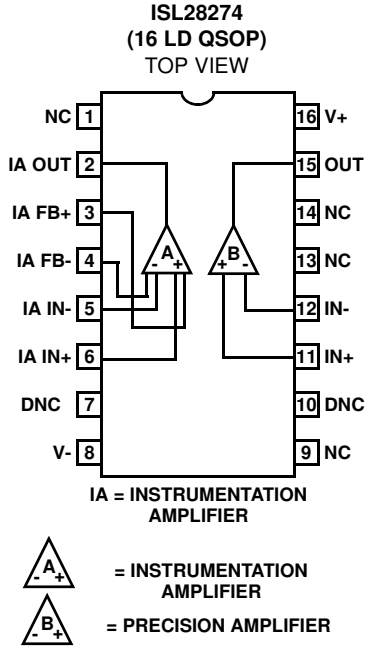 ISL28274
(16 LD QSOP)
TOP VIEW
NC 1
16 V+
IA OUT 2
15 OUT
IA FB+ 3
14 NC
IA FB- 4
13 NC
IA IN- 5
12 IN-
IA IN+ 6
11 IN+
DNC 7
10 DNC
V- 8
9 NC
A
- +
B
+ -
IA = INSTRUMENTATION
AMPLIFIER
A
- +
= INSTRUMENTATION
AMPLIFIER
B
- +
= PRECISION AMPLIFIER